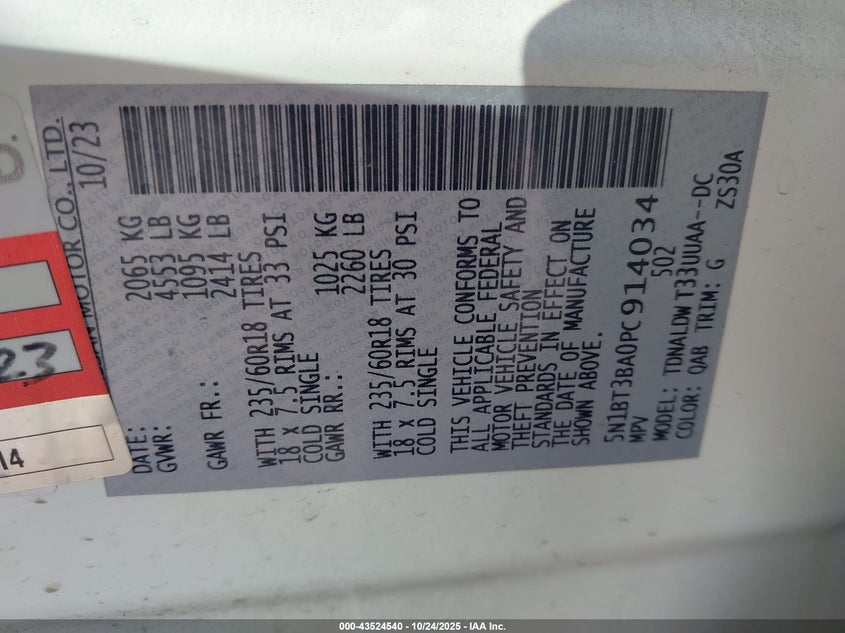 SAN MOTOR CO., LTD.
DATE: 10/23
GVWR: 2065 KG
4553 LB
GAWR FR.: 1095 KG
2414 LB
WITH 235/60R18 TIRES
18 X 7.5 RIMS AT 33 PSI
COLD SINGLE
GAWR RR.: 1025 KG
2260 LB
WITH 235/60R18 TIRES
18 X 7.5 RIMS AT 30 PSI
COLD SINGLE
THIS VEHICLE CONFORMS TO
ALL APPLICABLE FEDERAL
MOTOR VEHICLE SAFETY AND
THEFT PREVENTION
STANDARDS IN EFFECT ON
THE DATE OF MANUFACTURE
SHOWN ABOVE.
5N1BT3BA0PC914034
MPV 502
MODEL: TDNALDW T33UUAA--DC
COLOR: QAB TRIM: G ZS30A
23
14
000-43524540 - 10/24/2025 - IAA Inc.